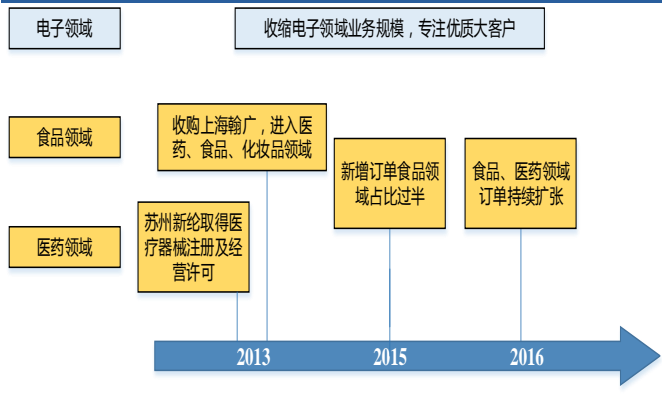 电子领域
收缩电子领域业务规模，专注优质大客户
食品领域
收购上海翰广，进入医
药、食品、化妆品领域
新增订单食品领
域占比过半
食品、医药领域
订单持续扩张
医药领域
苏州新纶取得医
疗器械注册及经
营许可
2013
2015
2016